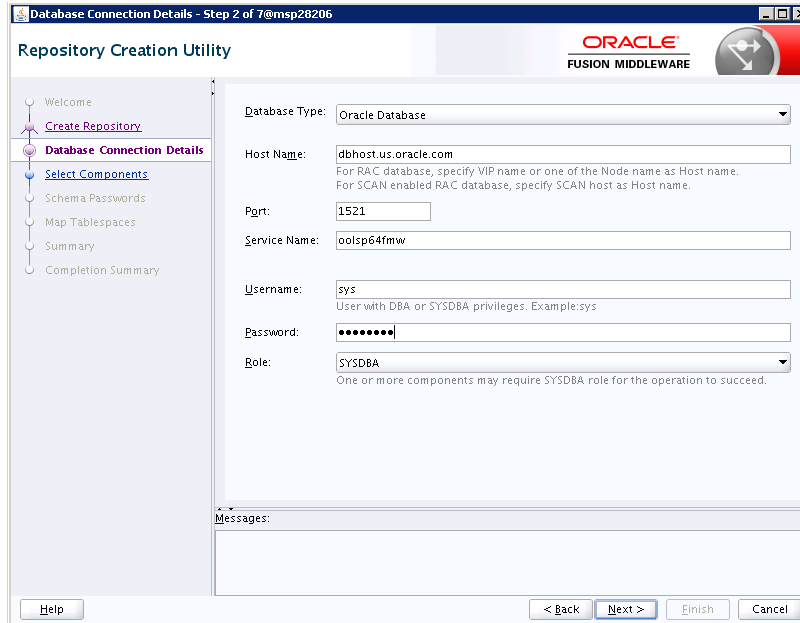 Database Connection Details - Step 2 of 7@msp28206
Repository Creation Utility
ORACLE
FUSION MIDDLEWARE
Welcome
Create Repository
Database Connection Details
Select Components
Schema Passwords
Map Tablespaces
Summary
Completion Summary
Database Type: Oracle Database
Host Name: dbhost.us.oracle.com
For RAC database, specify VIP name or one of the Node name as Host name.
For SCAN enabled RAC database, specify SCAN host as Host name.
Port: 1521
Service Name: oolsp64fmw
Username: sys
User with DBA or SYSDBA privileges. Example:sys
Password: ••••••••
Role: SYSDBA
One or more components may require SYSDBA role for the operation to succeed.
Messages:
Help < Back Next > Finish Cancel